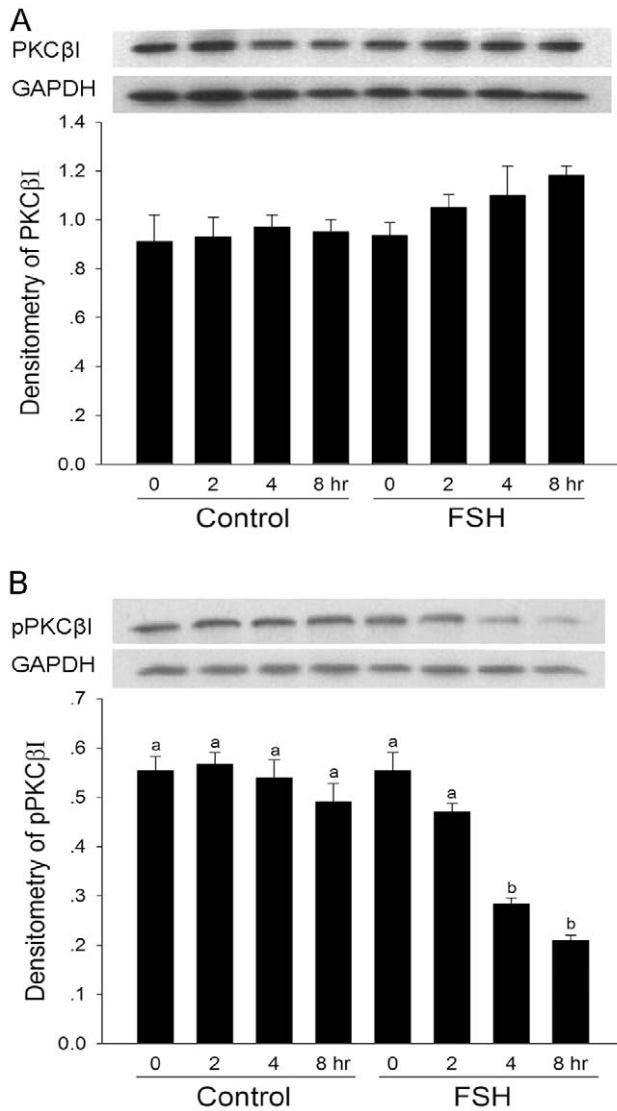 A
PKCβI
GAPDH
1.4
1.2
1.0
.8
.6
.4
.2
0.0
Densitometry of PKCβI
0 2 4 8 hr 0 2 4 8 hr
Control FSH
B
pPKCβI
GAPDH
.7
.6
.5
.4
.3
.2
.1
0.0
Densitometry of pPKCβI
a a a a a a b b
0 2 4 8 hr 0 2 4 8 hr
Control FSH